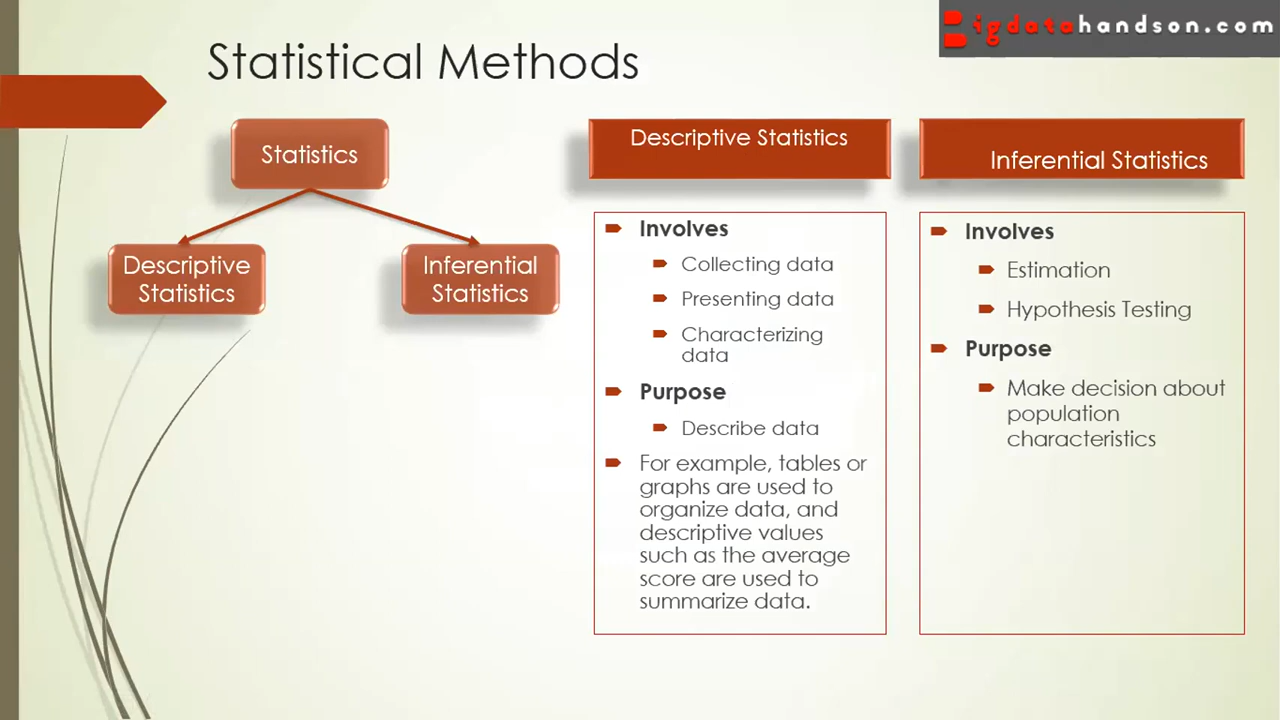 Bigdatahandson.com
Statistical Methods
Statistics
Descriptive
Statistics
Inferential
Statistics
Descriptive Statistics
Involves
Collecting data
Presenting data
Characterizing
data
Purpose
Describe data
For example, tables or
graphs are used to
organize data, and
descriptive values
such as the average
score are used to
summarize data.
Inferential Statistics
Involves
Estimation
Hypothesis Testing
Purpose
Make decision about
population
characteristics